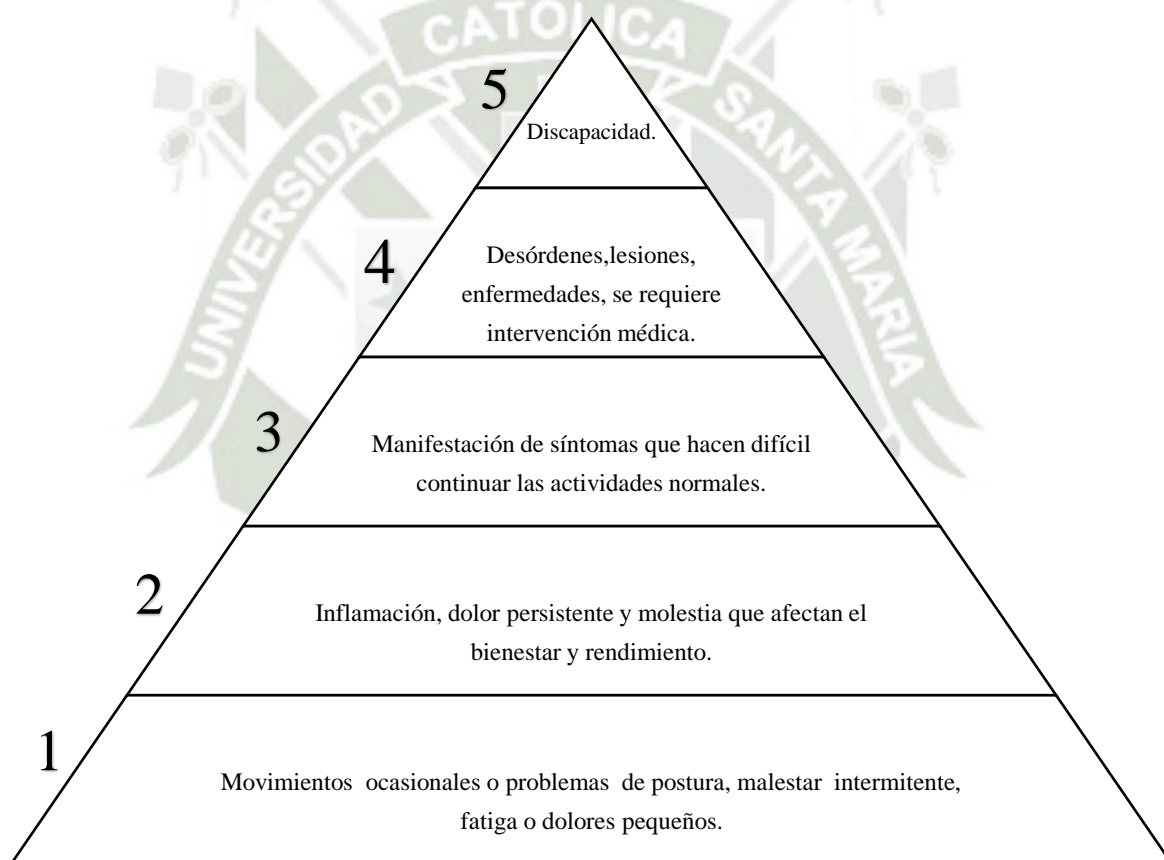 UNIVERSIDAD CATOLICA SANTA MARIA
5
Discapacidad.
4
Desórdenes,lesiones,
enfermedades, se requiere
intervención médica.
3
Manifestación de síntomas que hacen difícil
continuar las actividades normales.
2
Inflamación, dolor persistente y molestia que afectan el
bienestar y rendimiento.
1
Movimientos ocasionales o problemas de postura, malestar intermitente,
fatiga o dolores pequeños.